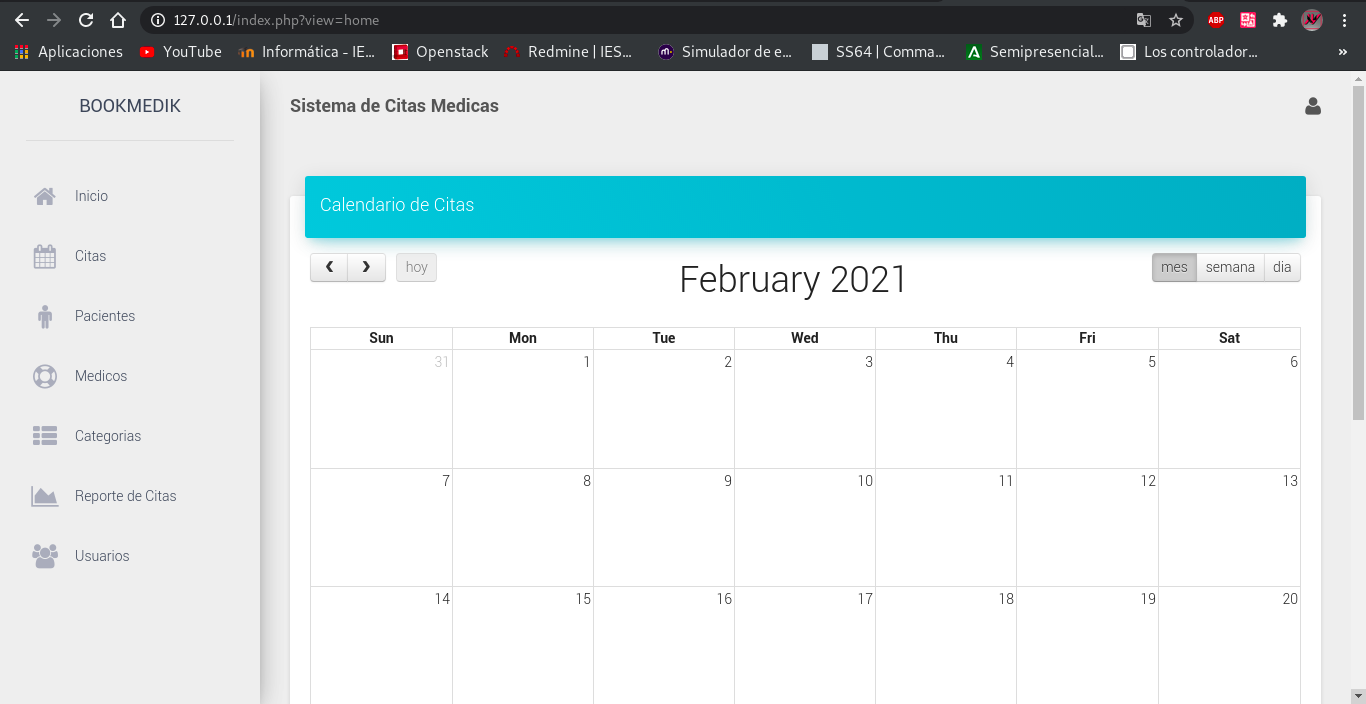 127.0.0.1/index.php?view=home
ABP
Aplicaciones YouTube Informática - IE... Openstack Redmine | IES... Simulador de e... SS64 | Comma... Semipresencial... Los controlador... »
BOOKMEDIK
Sistema de Citas Medicas
Inicio
Citas
Pacientes
Medicos
Categorias
Reporte de Citas
Usuarios
Calendario de Citas
hoy
February 2021
mes semana dia
Sun Mon Tue Wed Thu Fri Sat
31 1 2 3 4 5 6
7 8 9 10 11 12 13
14 15 16 17 18 19 20